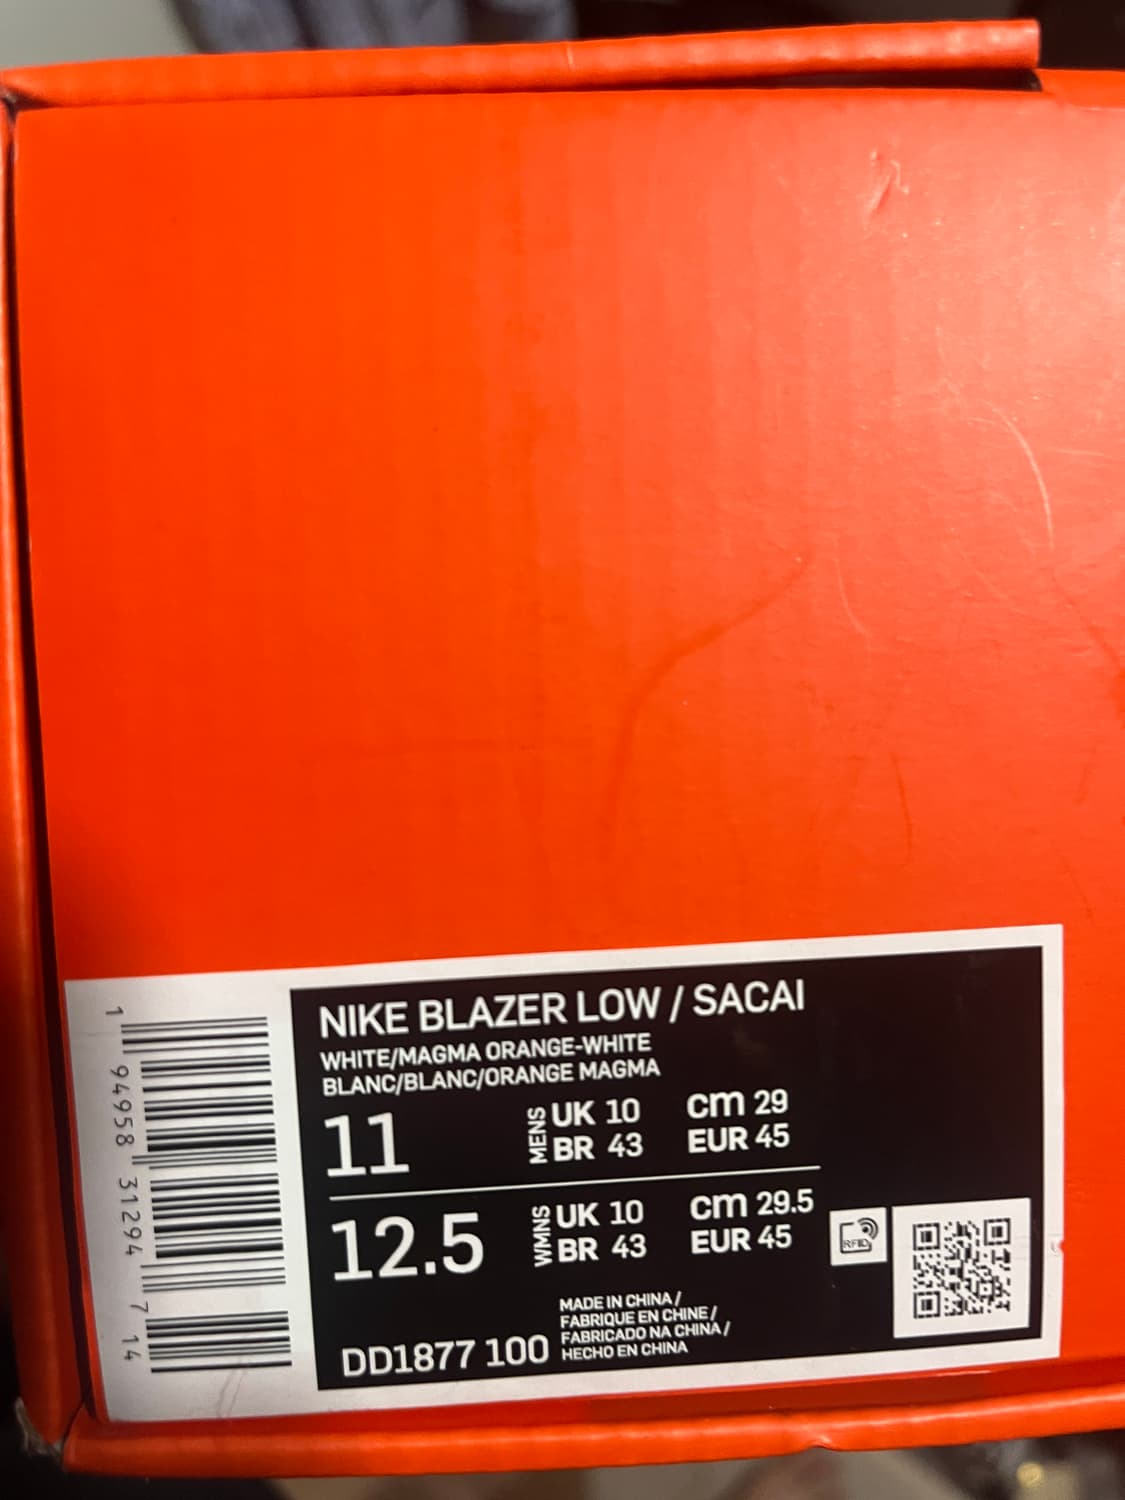 NIKE BLAZER LOW / SACAI
WHITE/MAGMA ORANGE-WHITE
BLANC/BLANC/ORANGE MAGMA
11
MENS
UK 10
cm 29
BR 43
EUR 45
12.5
WMNS
UK 10
cm 29.5
BR 43
EUR 45
RFID
DD1877 100
MADE IN CHINA /
FABRIQUE EN CHINE /
FABRICADO NA CHINA /
HECHO EN CHINA
1 94958 31294 7 14